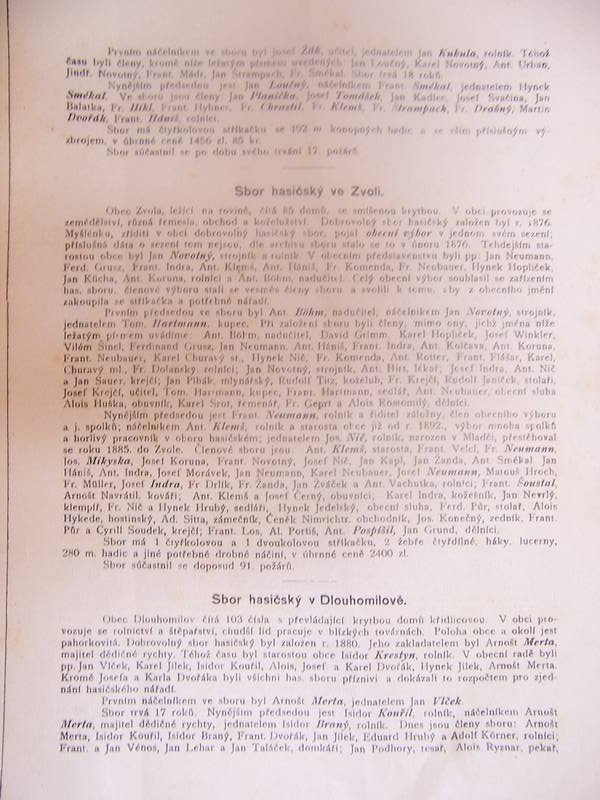 Prvním náčelníkem ve sboru byl Josef Žák, učitel, jednatelem Jan Kukula, rolník. Téhož
času byli členy, kromě níže ležatým písmem uvedených: Jan Loučný, Karel Novotný, Ant. Urban,
Jindř. Novotný, Frant. Mádr, Jan Štrampach, Fr. Smékal. Sbor trvá 18 roků.
Nynějším předsedou jest Jan Loučný, náčelníkem Frant. Smékal, jednatelem Hynek
Smékal. Ve sboru jsou členy: Jan Planička, Josef Tomášek, Jan Kadlec, Josef Svačina, Jan
Balatka, Fr. Hikl, Frant. Hybner, Fr. Chrastil, Fr. Klemš, Fr. Štrampach, Fr. Drašný, Martin
Dvořák, Frant. Hániš, rolníci.
Sbor má čtyřkolovou stříkačku se 192 m konopných hadic a se vším příslušným vý-
zbrojem, v úhrnné ceně 1456 zl. 85 kr.
Sbor súčastnil se po dobu svého trvání 17. požárů.
Sbor hasičský ve Zvoli.
Obec Zvola, ležící na rovině, čítá 85 domů, se smíšenou krytbou. V obci provozuje se
zemědělství, různá řemesla, obchod a koželužství. Dobrovolný sbor hasičský založen byl r. 1876.
Myšlénku, zříditi v obci dobrovolný hasičský sbor, pojal obecní výbor v jednom svém sezení;
příslušná dáta o sezení tom nejsou, dle archivu sboru stalo se to v únoru 1876. Tehdejším sta-
rostou obce byl Jan Novotný, strojník a rolník. V obecním představenstvu byli pp: Jan Neumann,
Ferd. Grusz, Frant. Indra, Ant. Klemš, Ant. Hániš, Fr. Komenda, Fr. Neubauer, Hynek Hoplíček,
Jan Kůcha, Ant. Koruna, rolníci a Ant. Böhm, nadučitel. Celý obecní výbor souhlasil se zařízením
has. sboru, členové výboru stali se vesměs členy sboru a svolili k tomu, aby z obecního jmění
zakoupila se stříkačka a potřebné nářadí.
Prvním předsedou ve sboru byl Ant. Böhm, nadučitel, náčelníkem Jan Novotný, strojník,
jednatelem Tom. Hartmann, kupec. Při založení sboru byli členy, mimo ony, jichž jména níže
ležatým písmem uvádíme: Ant. Böhm, nadučitel, David Grimm, Karel Hoplíček, Josef Winkler,
Vilém Šinel, Ferdinand Grusz, Jan Neumann, Ant. Hániš, Frant. Indra, Ant. Kolčava, Ant. Koruna,
Frant. Neubauer, Karel Churavý st., Hynek Nič, Fr. Komenda, Ant. Rotter, Frant. Flášar, Karel,
Churavý ml., Fr. Dolanský, rolníci; Jan Novotný, strojník, Ant. Hirt, lékař; Josef Indra, Ant. Nič
a Jan Sauer, krejčí; Jan Plhák, mlynářský, Rudolf Titz, koželuh, Fr. Krejčí, Rudolf Janíček, stolaři,
Josef Krejčí, učitel, Tom. Hartmann, kupec, Frant. Hartmann, sedlář, Ant. Neubauer, obecní sluha
Alois Huška, obuvník, Karel Šrot, řemenář, Fr. Geprt a Alois Rostomilý, dělníci.
Nynějším předsedou jest Frant. Neumann, rolník a řiditel záložny, člen obecního výboru
a j. spolků; náčelníkem Ant. Klemš, rolník a starosta obce již od r. 1892., výbor mnoha spolků
a horlivý pracovník v oboru hasičském; jednatelem Jos. Nič, rolník, narozen v Mladči, přestěhoval
se roku 1885. do Zvole. Členové sboru jsou: Ant. Klemš, starosta, Frant. Velcl, Fr. Neumann,
Jos. Mikyska, Josef Koruna, Frant. Novotný, Josef Nič, Jan Kapl, Jan Žanda, Ant. Smékal, Jan
Hániš, Ant. Indra, Josef Morávek, Jan Neumann, Karel Neubauer, Josef Neumann, Matouš Hroch,
Fr. Müller, Josef Indra, Fr Drlík, Fr. Žanda, Jan Žváček a Ant. Vachutka, rolníci; Frant. Šoustal,
Arnošt Navrátil, kováři; Ant. Klemš a Josef Černý, obuvníci; Karel Indra, kožešník, Jan Nevrlý,
klempíř, Fr. Nič a Hynek Hrubý, sedláři, Hynek Jedelský, obecní sluha, Ferd. Půr, stolař, Alois
Hykede, hostinský, Ad. Sitta, zámečník, Čeněk Nimrichtr, obchodník, Jos. Konečný, zedník, Frant.
Půr a Cyril Soudek, krejčí; Frant. Los, Al. Portiš, Ant. Pospíšil, Jan Grund, dělníci.
Sbor má 1 čtyřkolovou a 1 dvoukolovou stříkačku, 2 žebře čtyřdílné, háky, lucerny,
280 m. hadic a jiné potřebné drobné náčiní, v úhrnné ceně 2400 zl.
Sbor súčastnil se doposud 91. požárů.
Sbor hasičský v Dlouhomilově.
Obec Dlouhomilov čítá 103 čísla s převládající krytbou domů křidlicovou. V obci pro-
vozuje se rolnictví a štěpařství, chudší lid pracuje v blízkých továrnách. Poloha obce a okolí jest
pahorkovitá. Dobrovolný sbor hasičský byl založen r. 1880. Jeho zakladatelem byl Arnošt Merta,
majitel dědičné rychty. Téhož času byl starostou obce Isidor Krestyn, rolník. V obecní radě byli
pp. Jan Vlček, Karel Jílek, Isidor Kouřil, Alois, Josef a Karel Dvořák, Hynek Jílek, Arnošt Merta.
Kromě Josefa a Karla Dvořáka byli všichni has. sboru příznivi a dokázali to rozpočtem pro zjed-
nání hasičského nářadí.
Prvním náčelníkem ve sboru byl Arnošt Merta, jednatelem Jan Vlček.
Sbor trvá 17 roků. Nynějším předsedou jest Isidor Kouřil, rolník, náčelníkem Arnošt
Merta, majitel dědičné rychty, jednatelem Isidor Braný, rolník. Dnes jsou členy sboru: Arnošt
Merta, Isidor Kouřil, Isidor Braný, Frant. Dvořák, Jan Jílek, Eduard Hrubý a Adolf Körner, rolníci;
Frant. a Jan Vénos, Jan Lehar a Jan Taláček, domkáři; Jan Podhorý, tesař, Alois Rysnar, pekař,